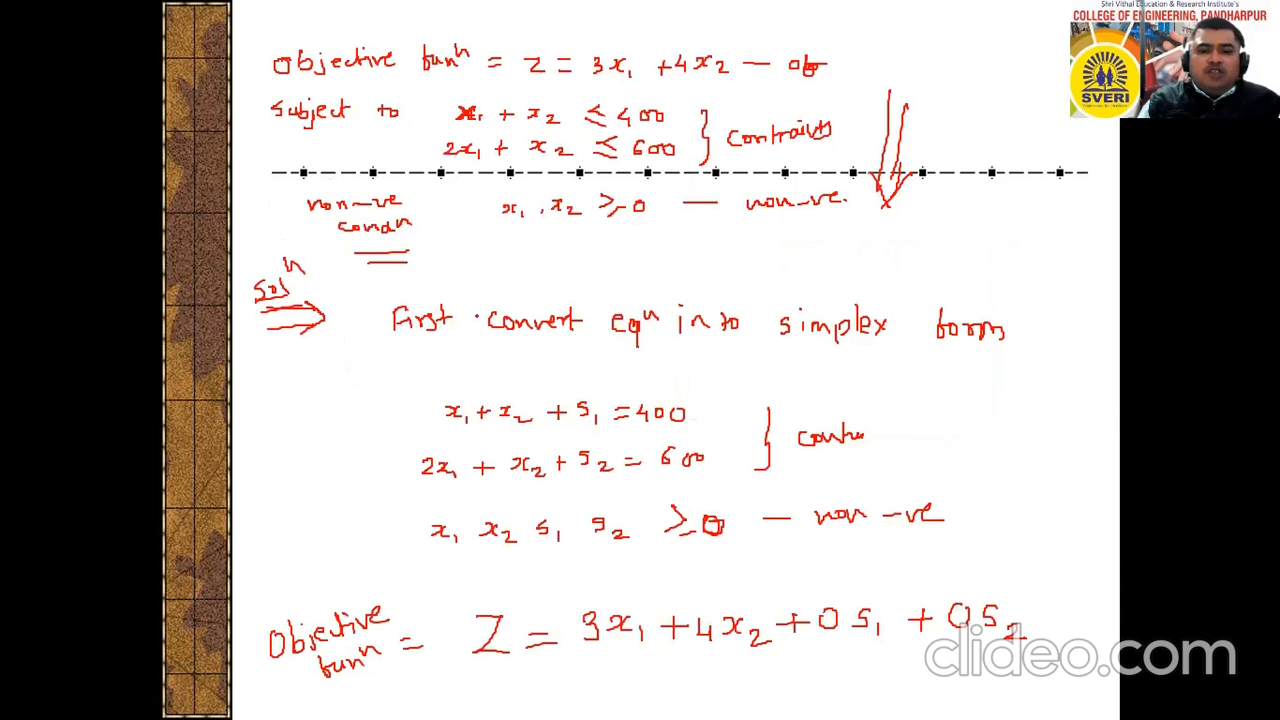 Shri Vithal Education & Research Institute's
COLLEGE OF ENGINEERING, PANDHARPUR
SVERI
Objective funⁿ = Z = 3x₁ + 4x₂ — ob
Subject to x₁ + x₂ ≤ 400
2x₁ + x₂ ≤ 600 } Contraints
non-ve condn x₁, x₂ ≥ 0 — non-ve.
Solⁿ
First convert eqⁿ into simplex form
x₁ + x₂ + s₁ = 400
2x₁ + x₂ + s₂ = 600 } contra
x₁ x₂ s₁ s₂ ≥ 0 — non-ve
Objective funⁿ = Z = 3x₁ + 4x₂ + 0s₁ + 0s₂
clideo.com